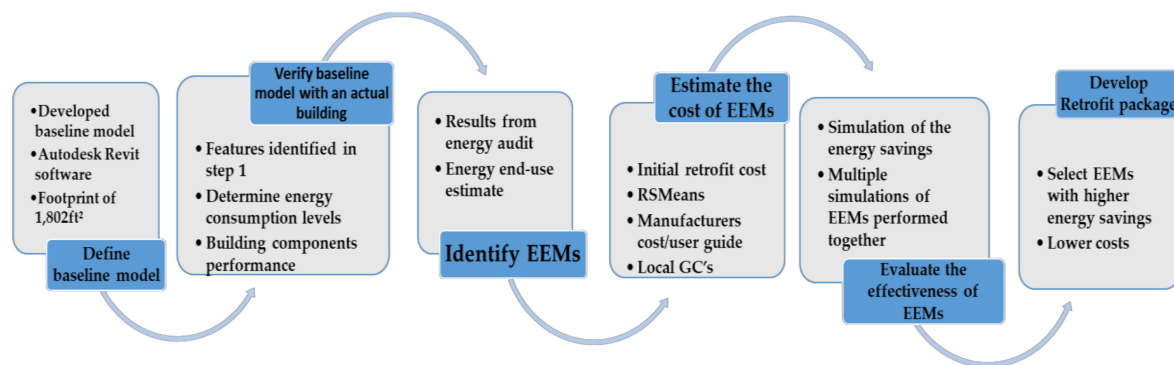 • Developed
baseline model
• Autodesk Revit
software
• Footprint of
1,802ft²
Define
baseline model
Verify baseline
model with an actual
building
• Features identified in
step 1
• Determine energy
consumption levels
• Building components
performance
• Results from
energy audit
• Energy end-use
estimate
Identify EEMs
Estimate the
cost of EEMs
• Initial retrofit cost
• RSMeans
• Manufacturers
cost/user guide
• Local GC's
• Simulation of the
energy savings
• Multiple
simulations of
EEMs performed
together
Evaluate the
effectiveness of
EEMs
Develop
Retrofit package
• Select EEMs
with higher
energy savings
• Lower costs